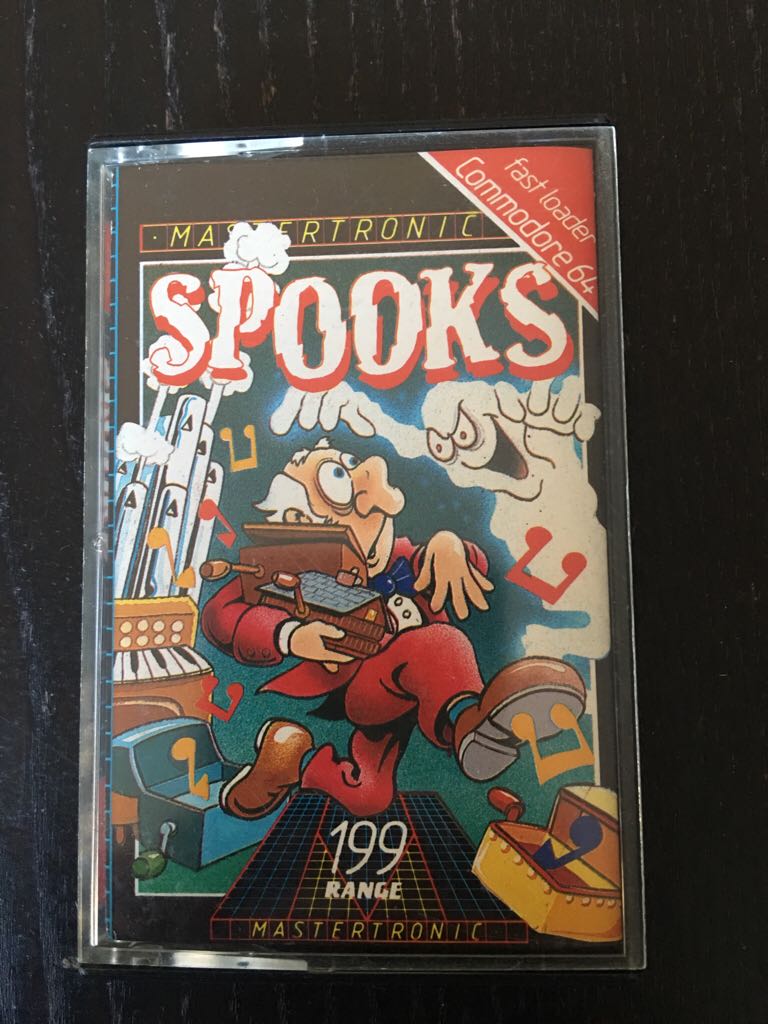 fast loader
Commodore 64
MASTERTRONIC
SPOOKS
199
RANGE
MASTERTRONIC